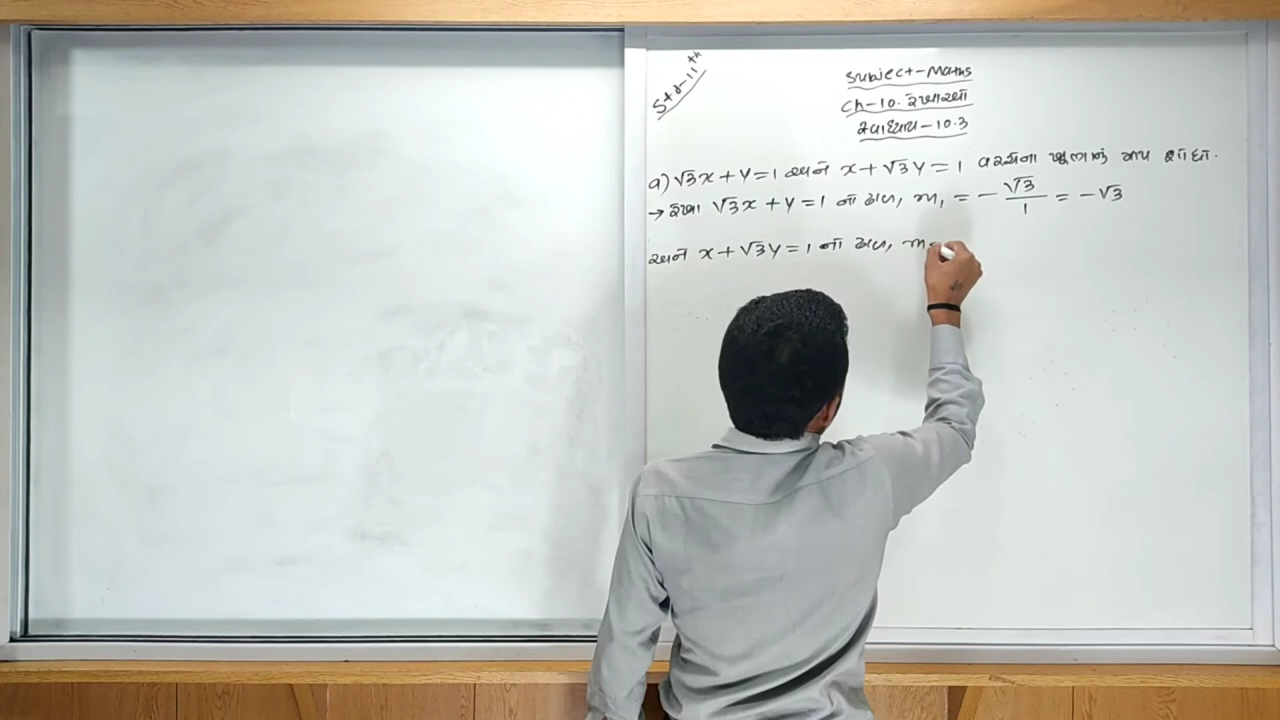 Std-11th
Subject-Maths
Ch-10. રેખાઓ
સ્વાધ્યાય-10.3
9) √3x + y = 1 અને x + √3y = 1 વચ્ચેના ખૂણાનું માપ શોધો.
→ રેખા √3x + y = 1 નો ઢાળ, m₁ = - √3/1 = - √3
અને x + √3y = 1 નો ઢાળ, m